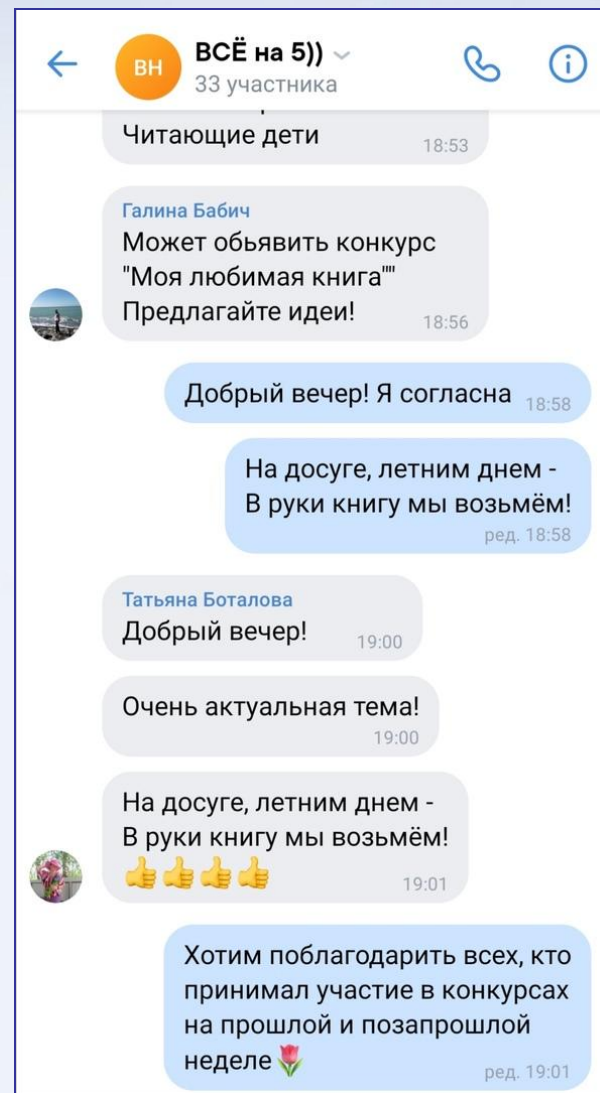 ВСЁ на 5))
ВН
33 участника
Читающие дети
18:53
Галина Бабич
Может обьявить конкурс
"Моя любимая книга""
Предлагайте идеи!
18:56
Добрый вечер! Я согласна 18:58
На досуге, летним днем -
В руки книгу мы возьмём!
ред. 18:58
Татьяна Боталова
Добрый вечер! 19:00
Очень актуальная тема!
19:00
На досуге, летним днем -
В руки книгу мы возьмём!
👍👍👍👍 19:01
Хотим поблагодарить всех, кто
принимал участие в конкурсах
на прошлой и позапрошлой
неделе🌷 ред. 19:01